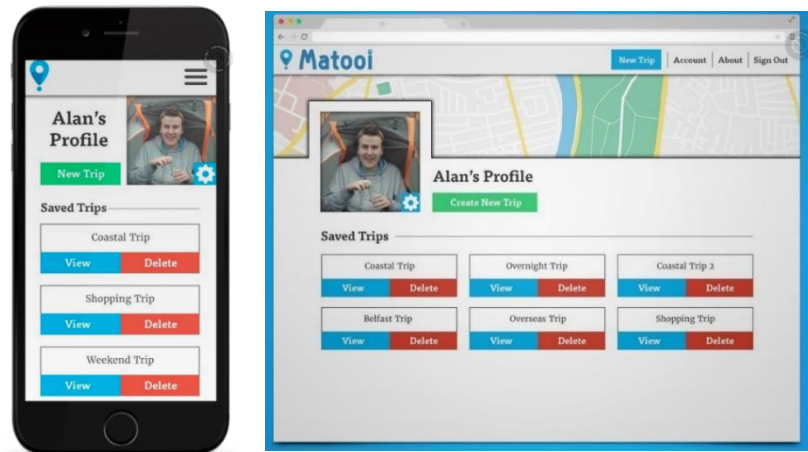 Alan's
Profile
New Trip
Saved Trips
Coastal Trip
View Delete
Shopping Trip
View Delete
Weekend Trip
View Delete
Matooi
New Trip Account About Sign Out
Alan's Profile
Create New Trip
Saved Trips
Coastal Trip Overnight Trip Coastal Trip 2
View Delete View Delete View Delete
Belfast Trip Overseas Trip Shopping Trip
View Delete View Delete View Delete